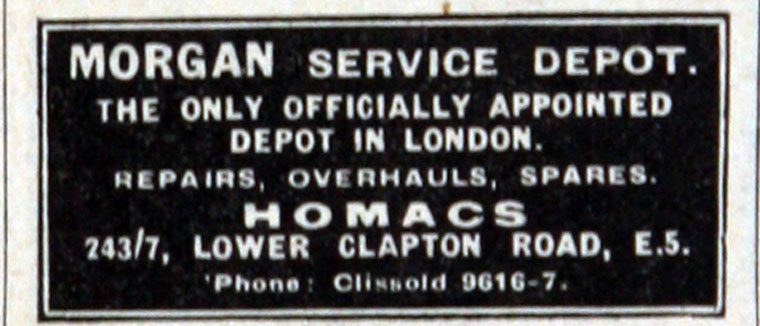 MORGAN SERVICE DEPOT.
THE ONLY OFFICIALLY APPOINTED
DEPOT IN LONDON.
REPAIRS, OVERHAULS, SPARES.
HOMACS
243/7, LOWER CLAPTON ROAD, E.5.
'Phone: Clissold 9616-7.